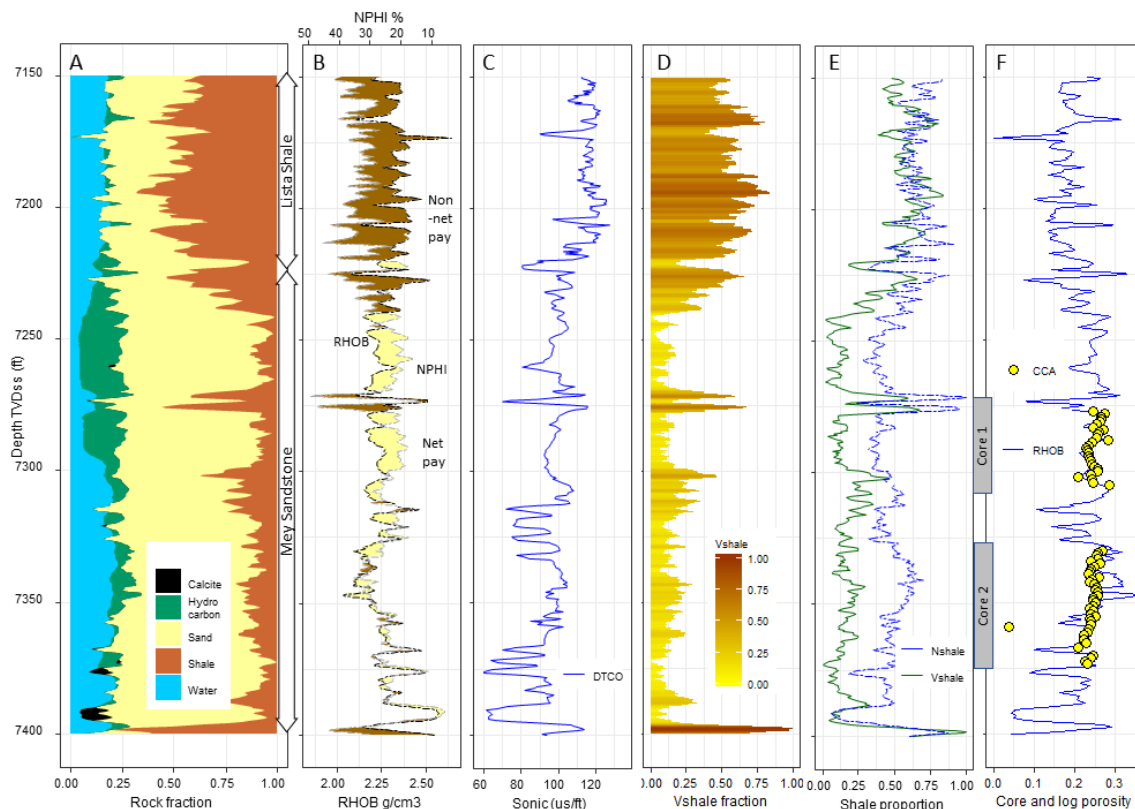 NPHI %
50 40 30 20 10
A
B
C
D
E
F
7150
7200
7250
7300
7350
7400
Depth TVDss (ft)
Lista Shale
Mey Sandstone
Calcite
Hydro
carbon
Sand
Shale
Water
Non
-net
pay
RHOB
NPHI
Net
pay
DTCO
Vshale
1.00
0.75
0.50
0.25
0.00
Nshale
Vshale
Core 1
Core 2
CCA
RHOB
0.00 0.25 0.50 0.75 1.00
Rock fraction
2.00 2.25 2.50
RHOB g/cm3
60 80 100 120
Sonic (us/ft)
0.00 0.25 0.50 0.75 1.00
Vshale fraction
0.00 0.25 0.50 0.75 1.00
Shale proportion
0.0 0.1 0.2 0.3
Core and log porosity